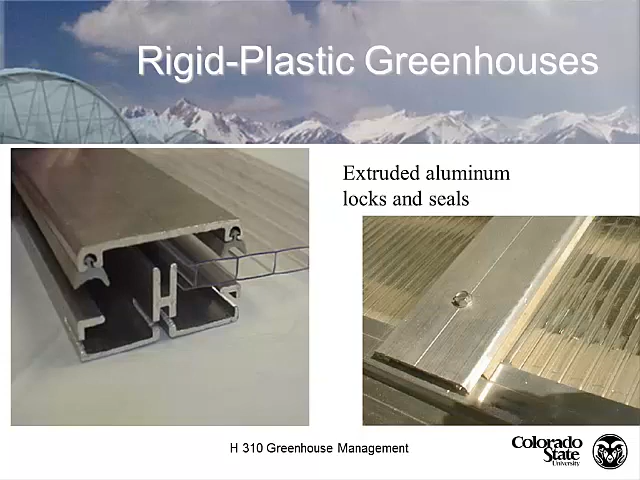 Rigid-Plastic Greenhouses
Extruded aluminum
locks and seals
H 310 Greenhouse Management
Colorado
State
University